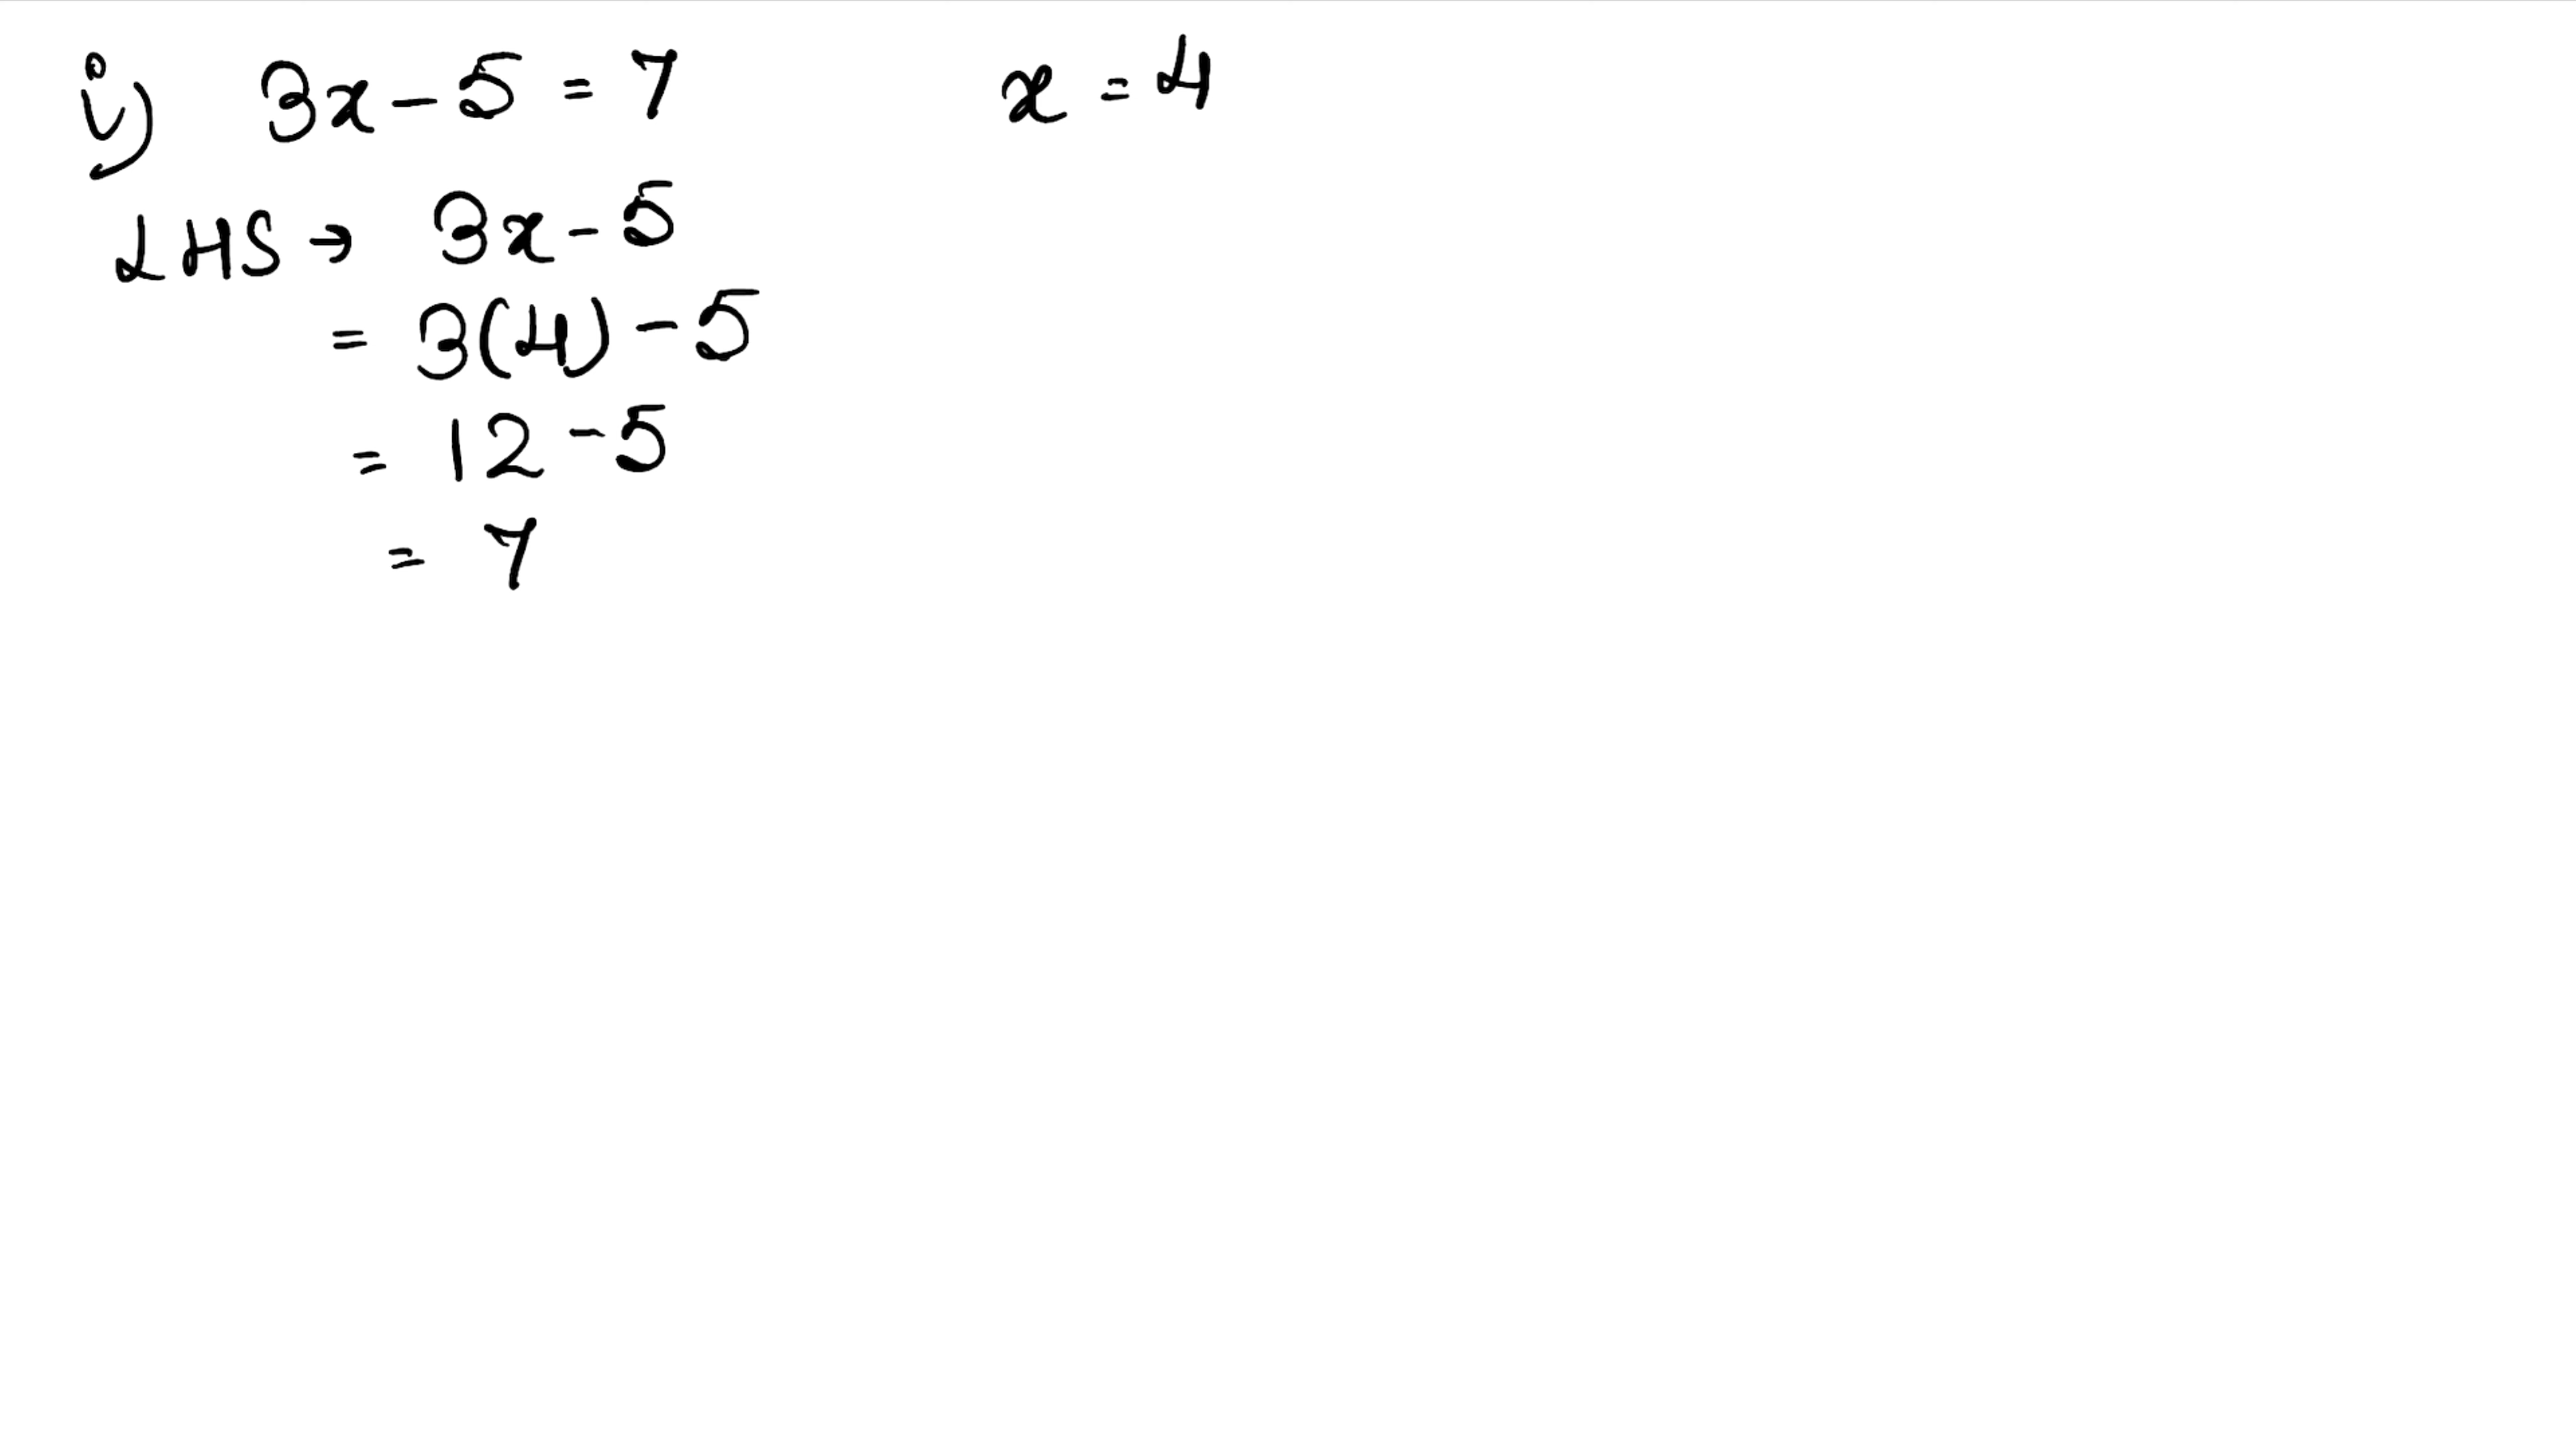 i) 3x - 5 = 7 x = 4
LHS → 3x - 5
= 3(4) - 5
= 12 - 5
= 7